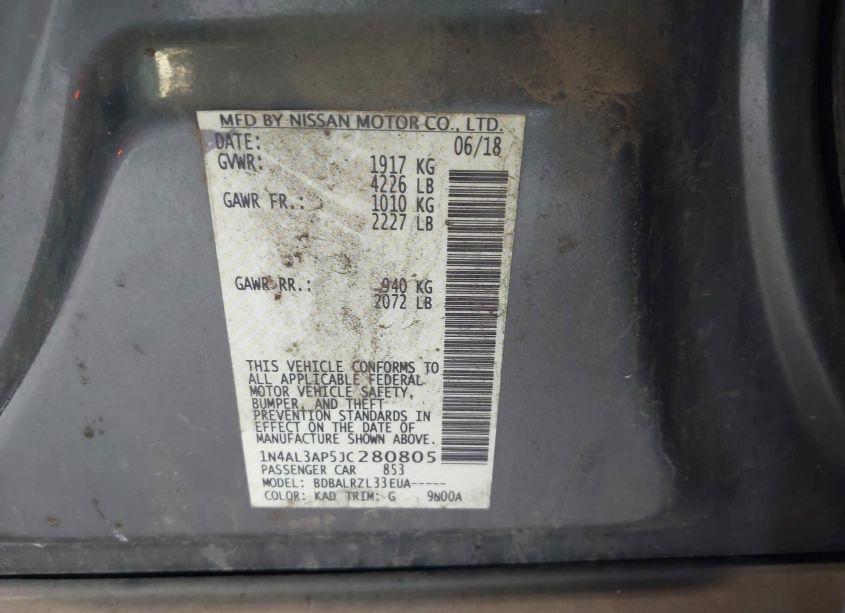 MFD BY NISSAN MOTOR CO., LTD.
DATE: 06/18
GVWR: 1917 KG
4226 LB
GAWR FR.: 1010 KG
2227 LB
GAWR RR.: 940 KG
2072 LB
THIS VEHICLE CONFORMS TO
ALL APPLICABLE FEDERAL
MOTOR VEHICLE SAFETY,
BUMPER, AND THEFT
PREVENTION STANDARDS IN
EFFECT ON THE DATE OF
MANUFACTURE SHOWN ABOVE.
1N4AL3AP5JC280805
PASSENGER CAR 853
MODEL: BDBALRZL33EUA-----
COLOR: KAD TRIM: G 9N00A